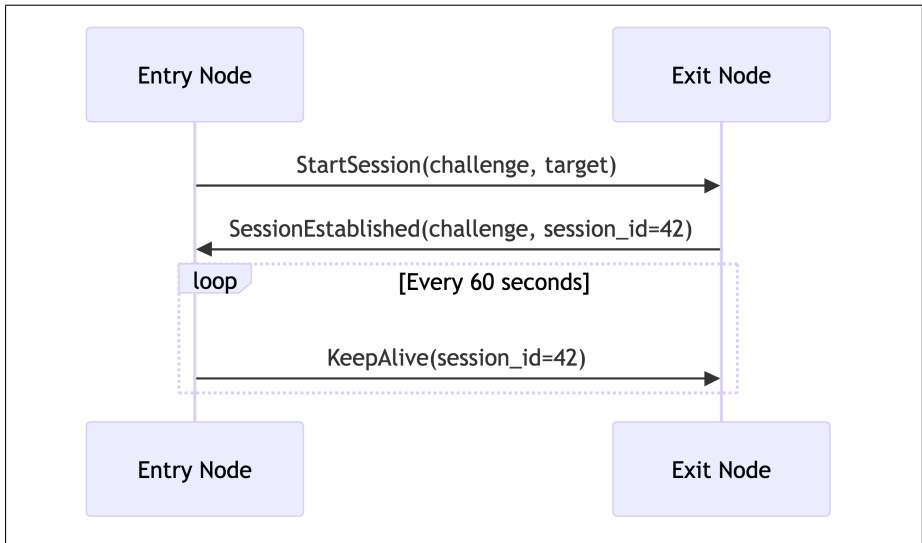 Entry Node
Exit Node
StartSession(challenge, target)
SessionEstablished(challenge, session_id=42)
loop
[Every 60 seconds]
KeepAlive(session_id=42)
Entry Node
Exit Node